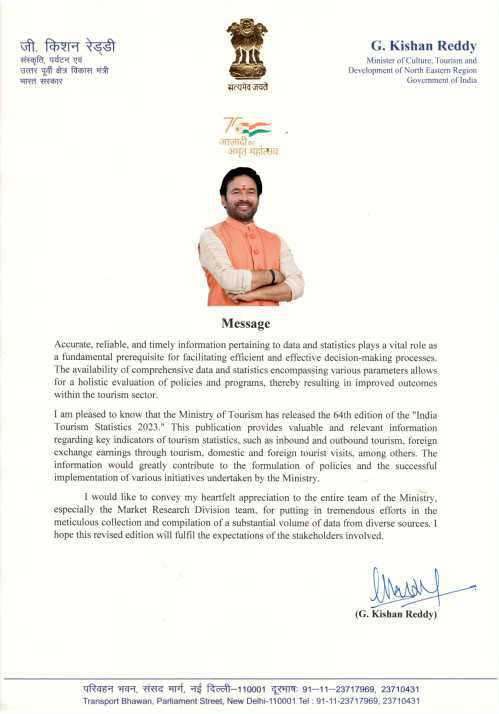 जी. किशन रेड्डी
संस्कृति, पर्यटन एवं
उत्तर पूर्वी क्षेत्र विकास मंत्री
भारत सरकार
सत्यमेव जयते
G. Kishan Reddy
Minister of Culture, Tourism and
Development of North Eastern Region
Government of India
आज़ादी का
अमृत महोत्सव
Message
Accurate, reliable, and timely information pertaining to data and statistics plays a vital role as
a fundamental prerequisite for facilitating efficient and effective decision-making processes.
The availability of comprehensive data and statistics encompassing various parameters allows
for a holistic evaluation of policies and programs, thereby resulting in improved outcomes
within the tourism sector.
I am pleased to know that the Ministry of Tourism has released the 64th edition of the "India
Tourism Statistics 2023." This publication provides valuable and relevant information
regarding key indicators of tourism statistics, such as inbound and outbound tourism, foreign
exchange earnings through tourism, domestic and foreign tourist visits, among others. The
information would greatly contribute to the formulation of policies and the successful
implementation of various initiatives undertaken by the Ministry.
I would like to convey my heartfelt appreciation to the entire team of the Ministry,
especially the Market Research Division team, for putting in tremendous efforts in the
meticulous collection and compilation of a substantial volume of data from diverse sources. I
hope this revised edition will fulfil the expectations of the stakeholders involved.
(G. Kishan Reddy)
परिवहन भवन, संसद मार्ग, नई दिल्ली–110001 दूरभाषः 91–11–23717969, 23710431
Transport Bhawan, Parliament Street, New Delhi-110001 Tel : 91-11-23717969, 23710431